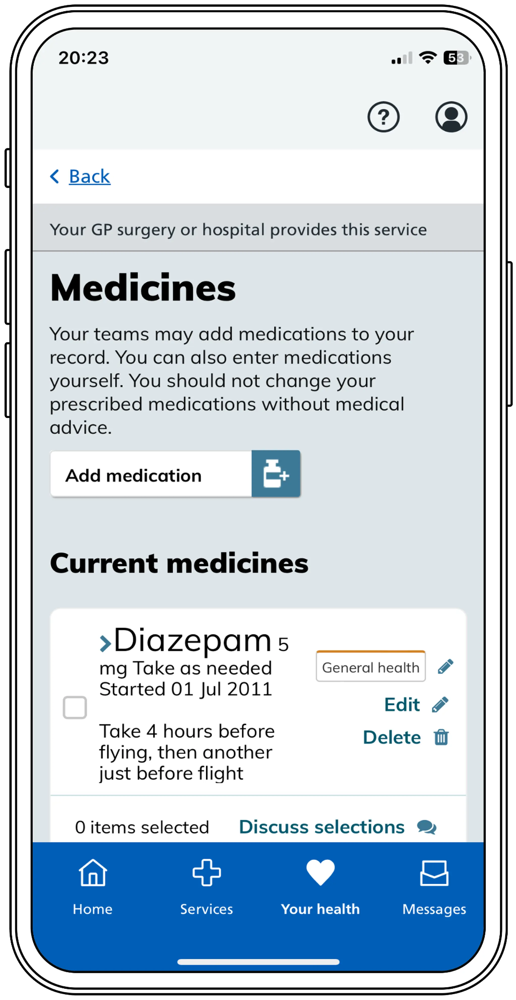 20:23
53
?
Back
Your GP surgery or hospital provides this service
Medicines
Your teams may add medications to your
record. You can also enter medications
yourself. You should not change your
prescribed medications without medical
advice.
Add medication
Current medicines
Diazepam 5
mg Take as needed
Started 01 Jul 2011
Take 4 hours before
flying, then another
just before flight
General health
Edit
Delete
0 items selected
Discuss selections
Home
Services
Your health
Messages